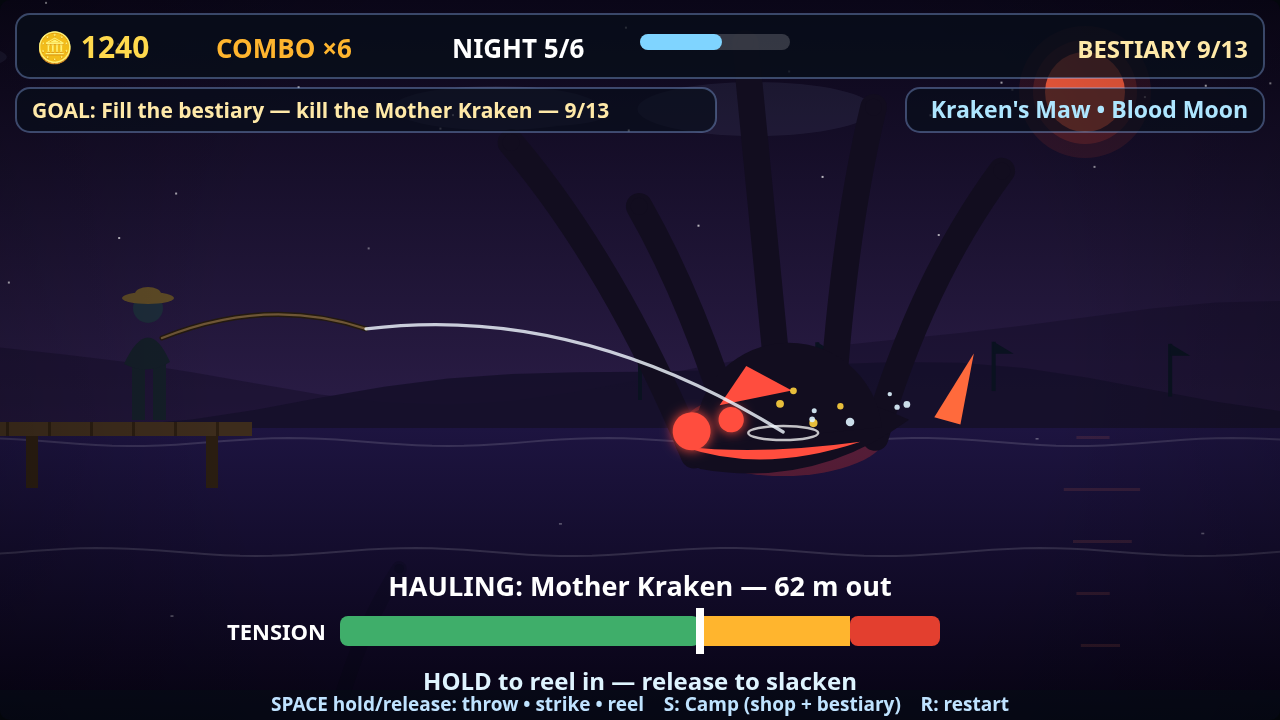 1240 COMBO ×6 NIGHT 5/6 BESTIARY 9/13
GOAL: Fill the bestiary — kill the Mother Kraken — 9/13
Kraken's Maw • Blood Moon
HAULING: Mother Kraken — 62 m out
TENSION
HOLD to reel in — release to slacken
SPACE hold/release: throw • strike • reel S: Camp (shop + bestiary) R: restart